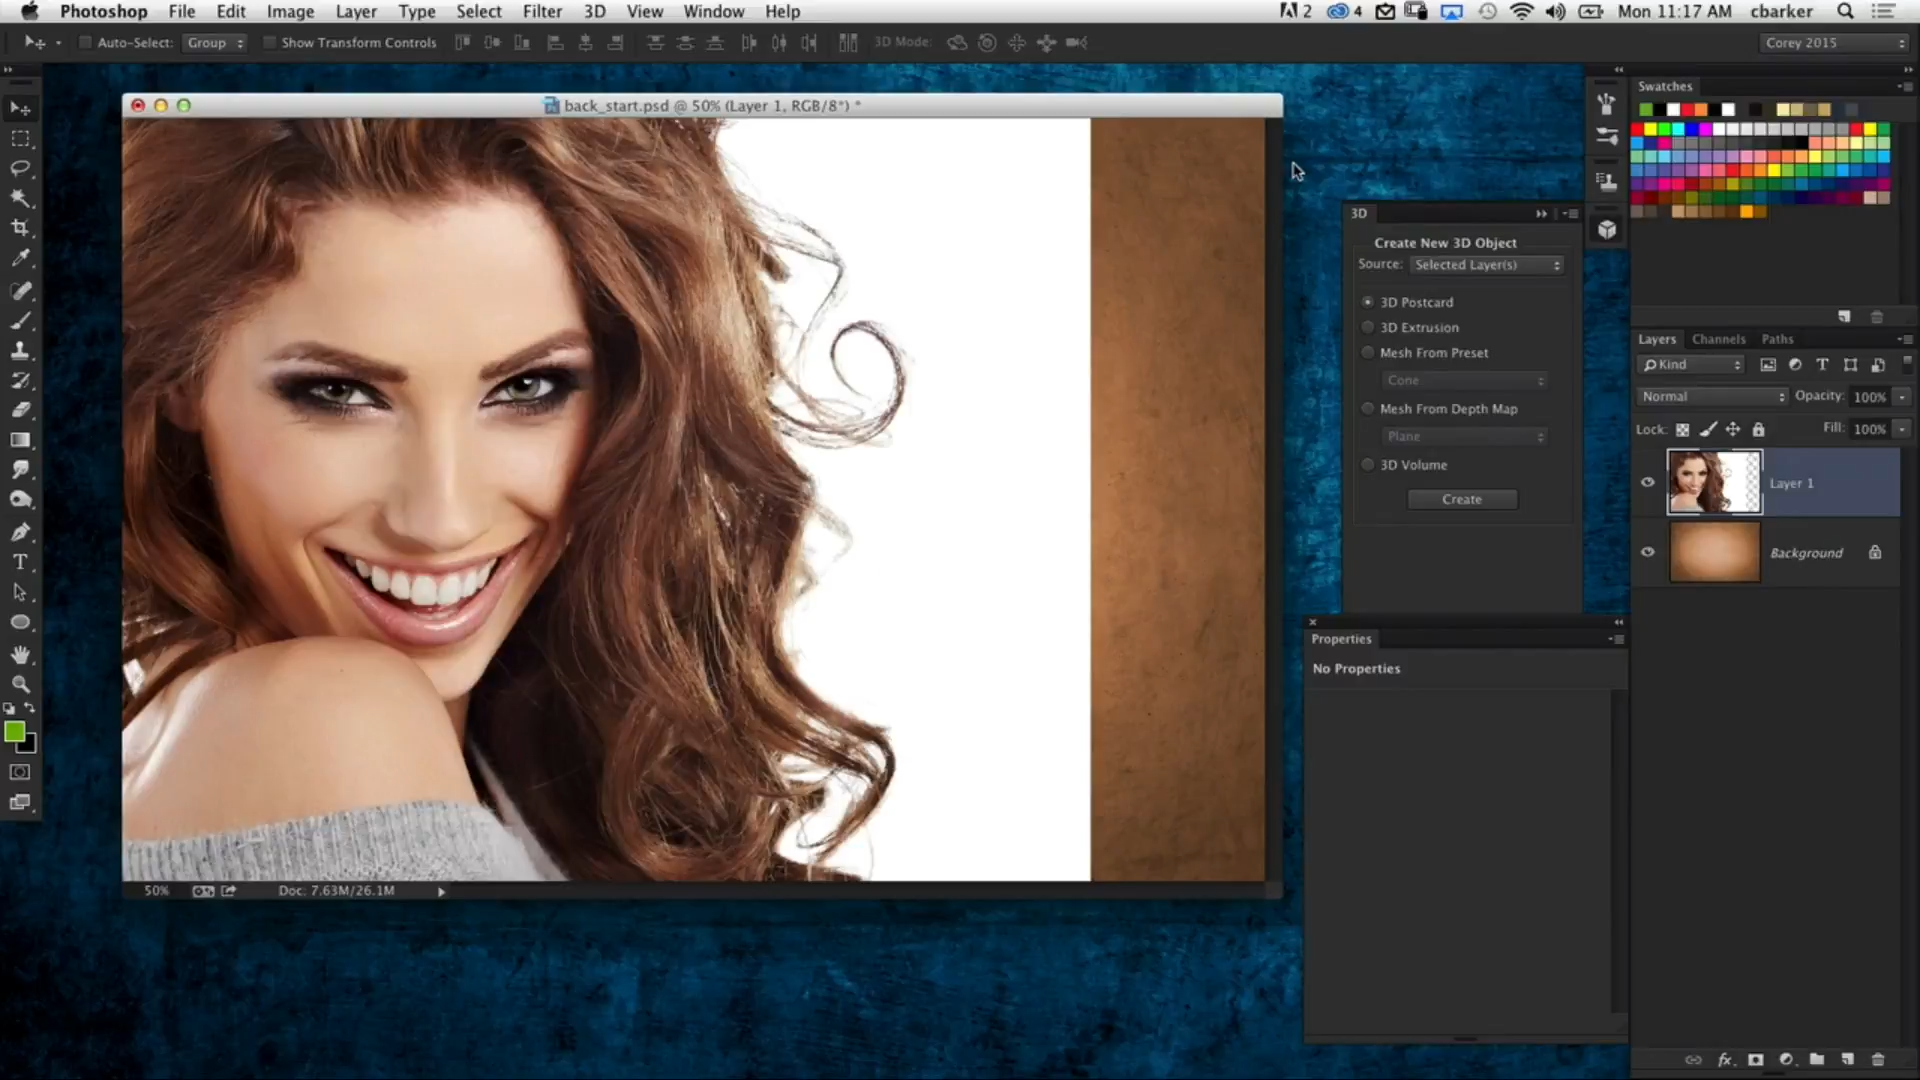 Photoshop File Edit Image Layer Type Select Filter 3D View Window Help 2 4 Mon 11:17 AM cbarker
Auto-Select: Group Show Transform Controls 3D Mode: Corey 2015
back_start.psd @ 50% (Layer 1, RGB/8*) *
Swatches
3D
Create New 3D Object
Source: Selected Layer(s)
3D Postcard
3D Extrusion
Mesh From Preset
Cone
Mesh From Depth Map
Plane
3D Volume
Create
Layers Channels Paths
Kind
Normal Opacity: 100%
Lock: Fill: 100%
Layer 1
Background
Properties
No Properties
50% Doc: 7.63M/26.1M